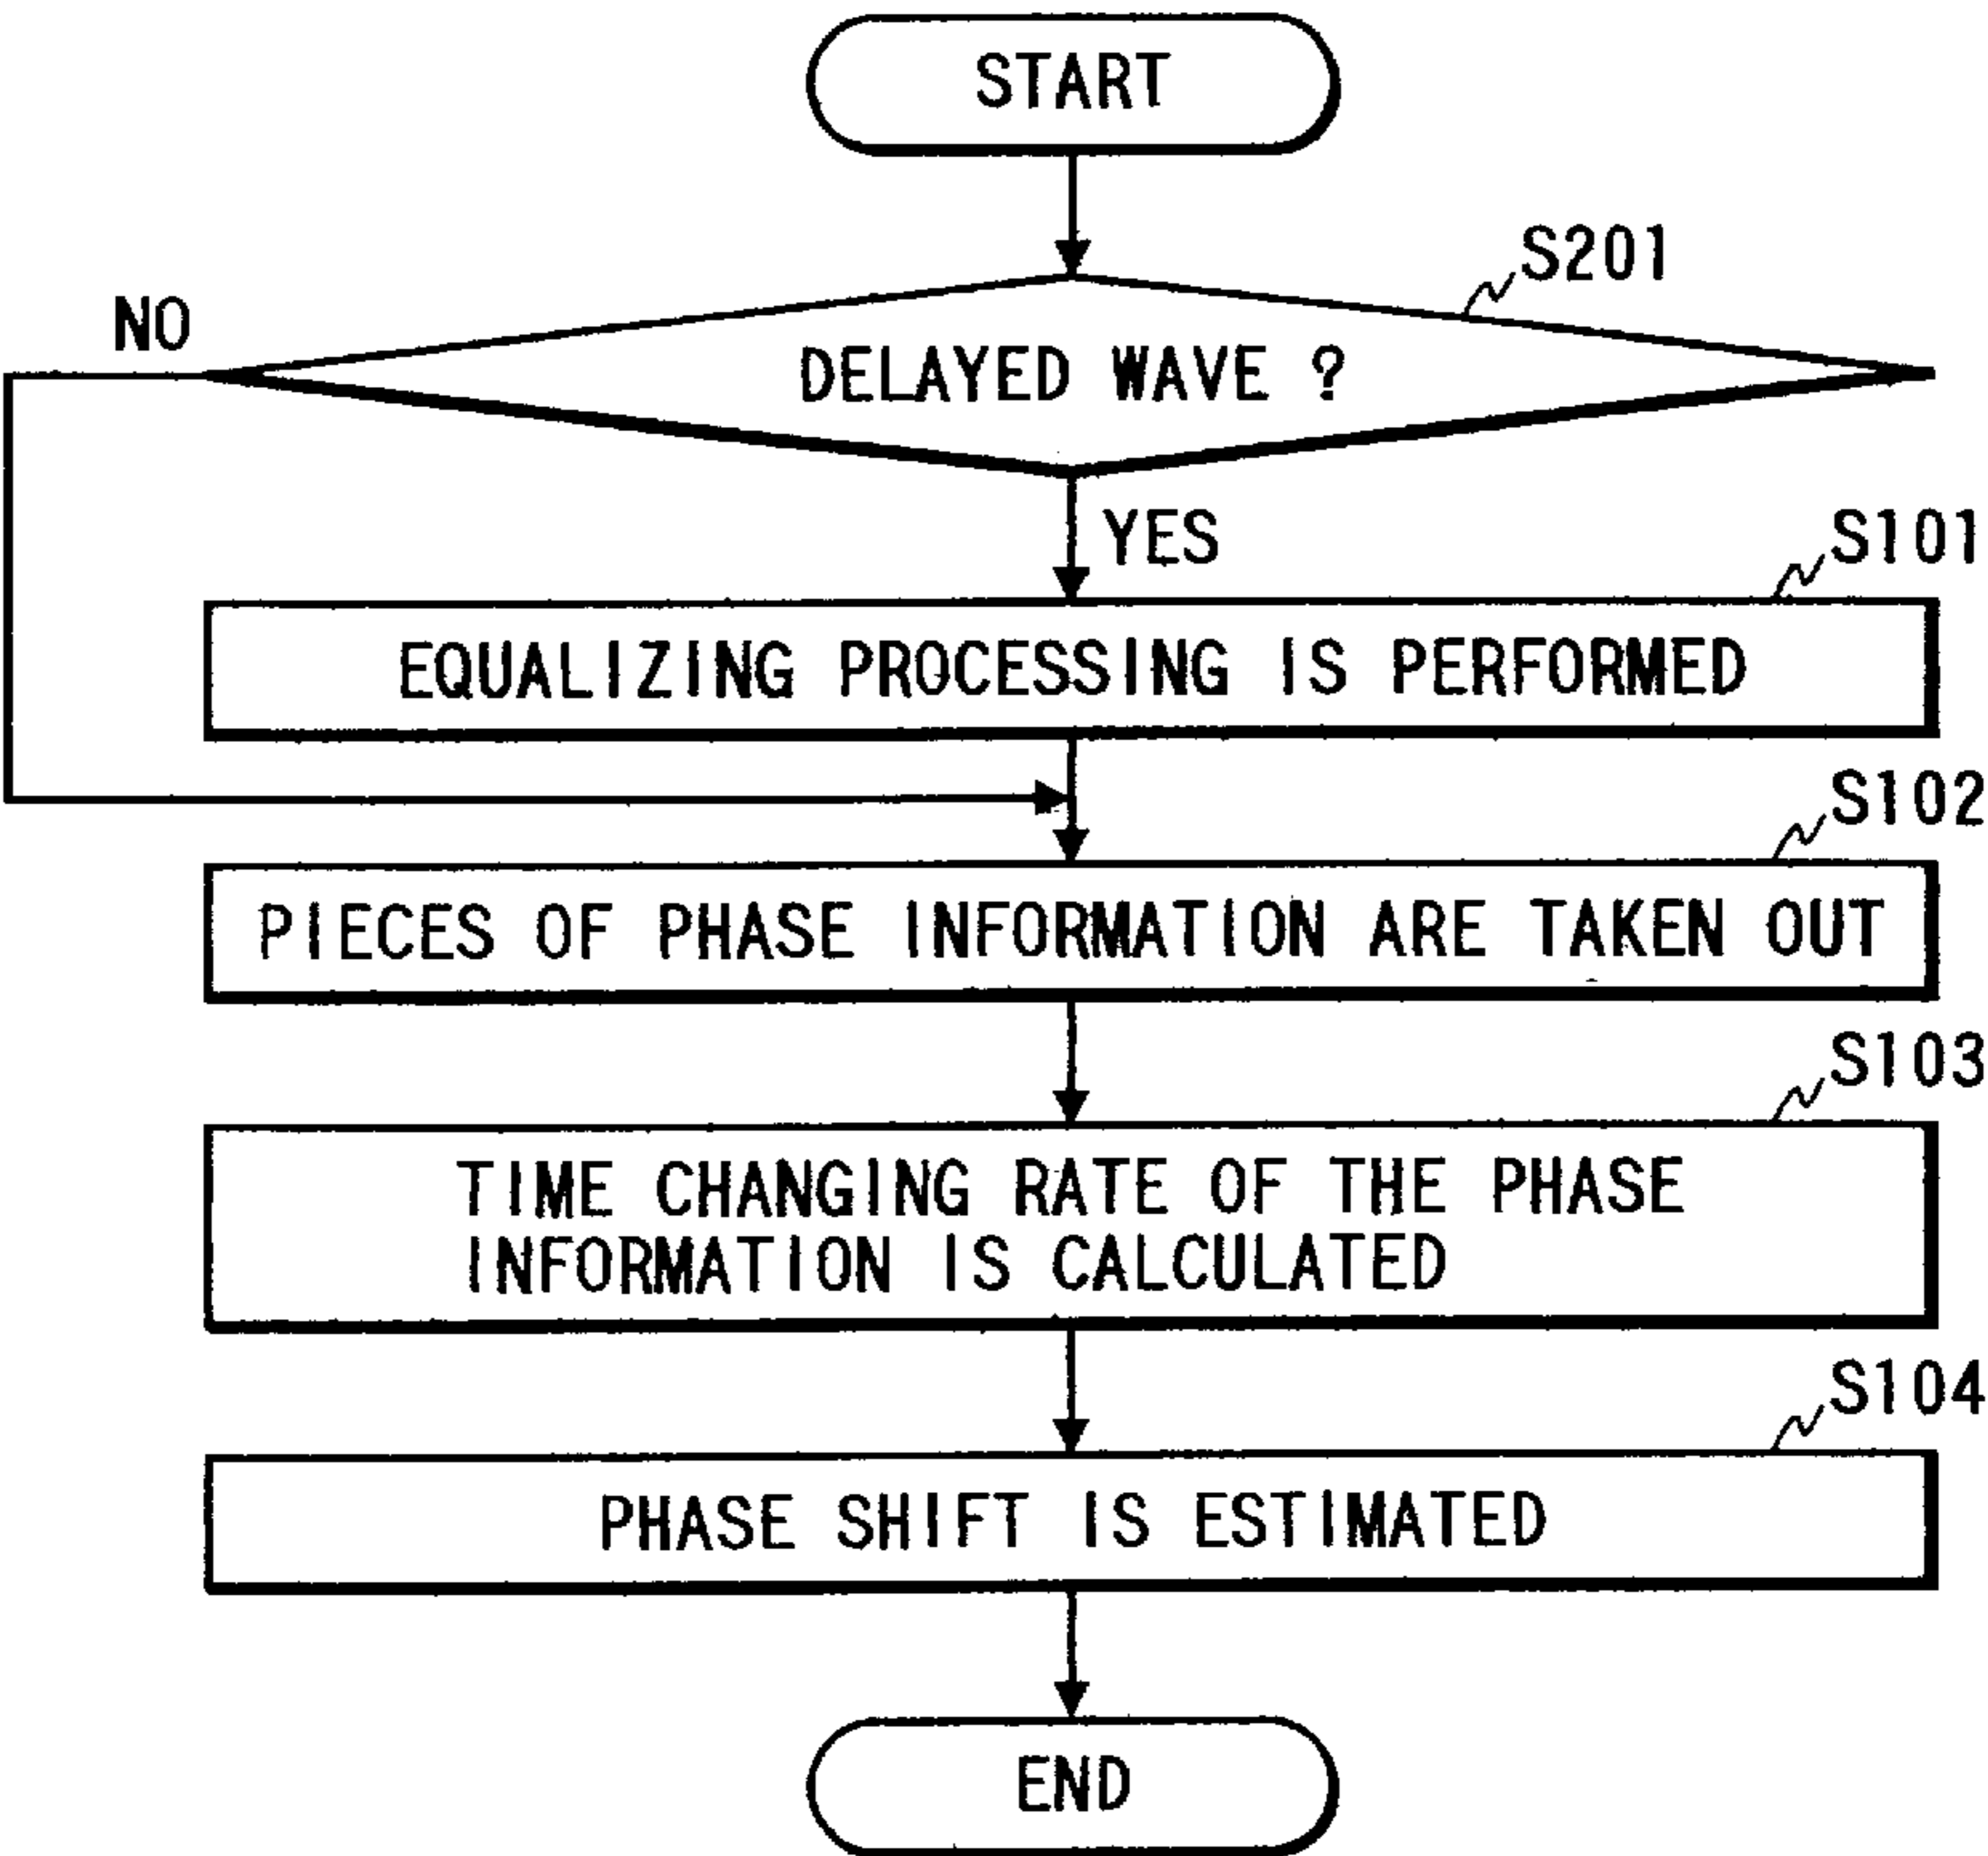 START
S201
NO
DELAYED WAVE ?
YES
S101
EQUALIZING PROCESSING IS PERFORMED
S102
PIECES OF PHASE INFORMATION ARE TAKEN OUT
S103
TIME CHANGING RATE OF THE PHASE
INFORMATION IS CALCULATED
S104
PHASE SHIFT IS ESTIMATED
END